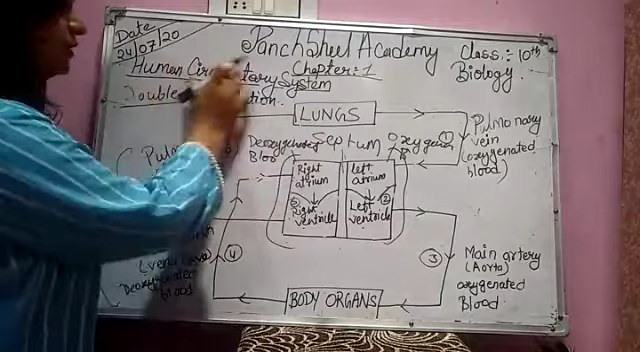 Date
24/07/20
Panchsheel Academy
Class :- 10th
Biology
Chapter: 1
Human
System
Double
LUNGS
Pulmonary
vein
(oxygenated
blood)
Deoxygenated
Blood
Septum
Oxygen
①
Right
atrium
left
atrium
⑤
Right
ventricle
Left
ventricle
②
③
④
Main artery
(Aorta)
oxygenated
Blood
Deoxygenated
blood
BODY ORGANS